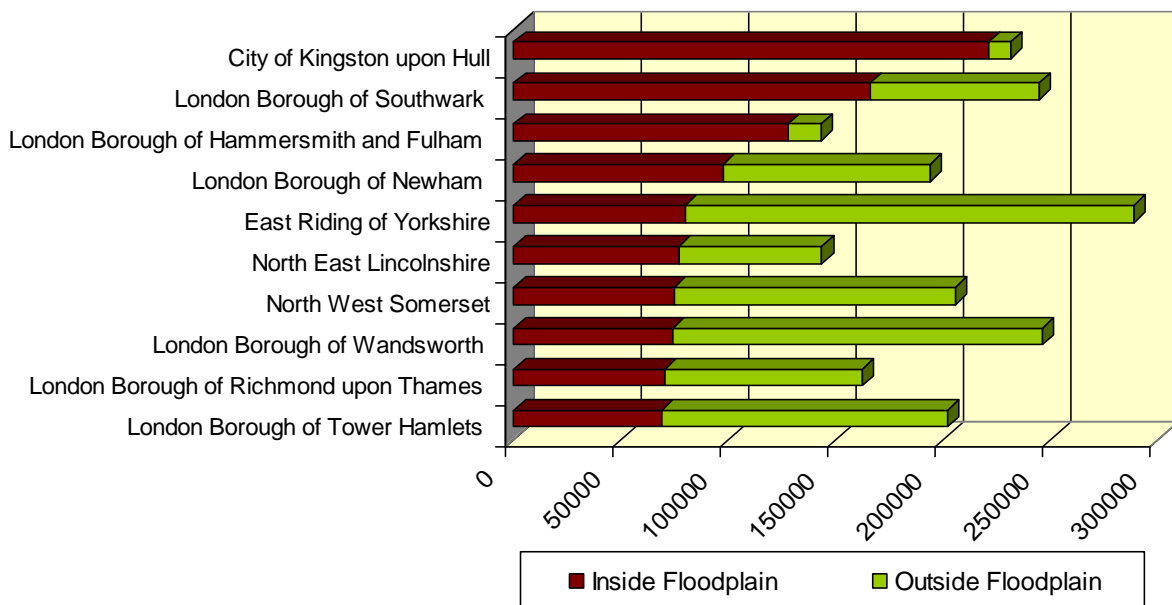 City of Kingston upon Hull
London Borough of Southwark
London Borough of Hammersmith and Fulham
London Borough of Newham
East Riding of Yorkshire
North East Lincolnshire
North West Somerset
London Borough of Wandsworth
London Borough of Richmond upon Thames
London Borough of Tower Hamlets
0 50000 100000 150000 200000 250000 300000
Inside Floodplain Outside Floodplain